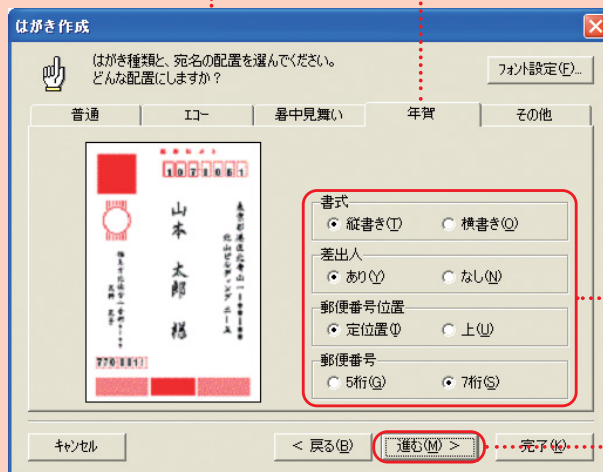 はがき作成
はがき種類と、宛名の配置を選んでください。
どんな配置にしますか?
フォント設定(F)...
普通
エコー
暑中見舞い
年賀
その他
1071061
山本 太郎 様
書式
縦書き(T)
横書き(O)
差出人
あり(Y)
なし(N)
郵便番号位置
定位置(I)
上(U)
郵便番号
5桁(G)
7桁(S)
キャンセル
< 戻る(B)
進む(M) >
完了(K)